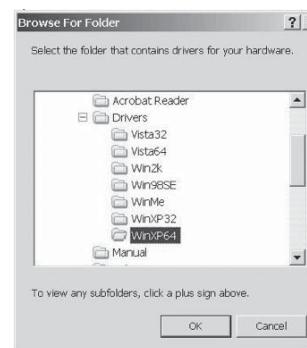 Browse For Folder
?
Select the folder that contains drivers for your hardware.
Acrobat Reader
Drivers
Vista32
Vista64
Win2k
Win98SE
WinMe
WinXP32
WinXP64
Manual
To view any subfolders, click a plus sign above.
OK Cancel